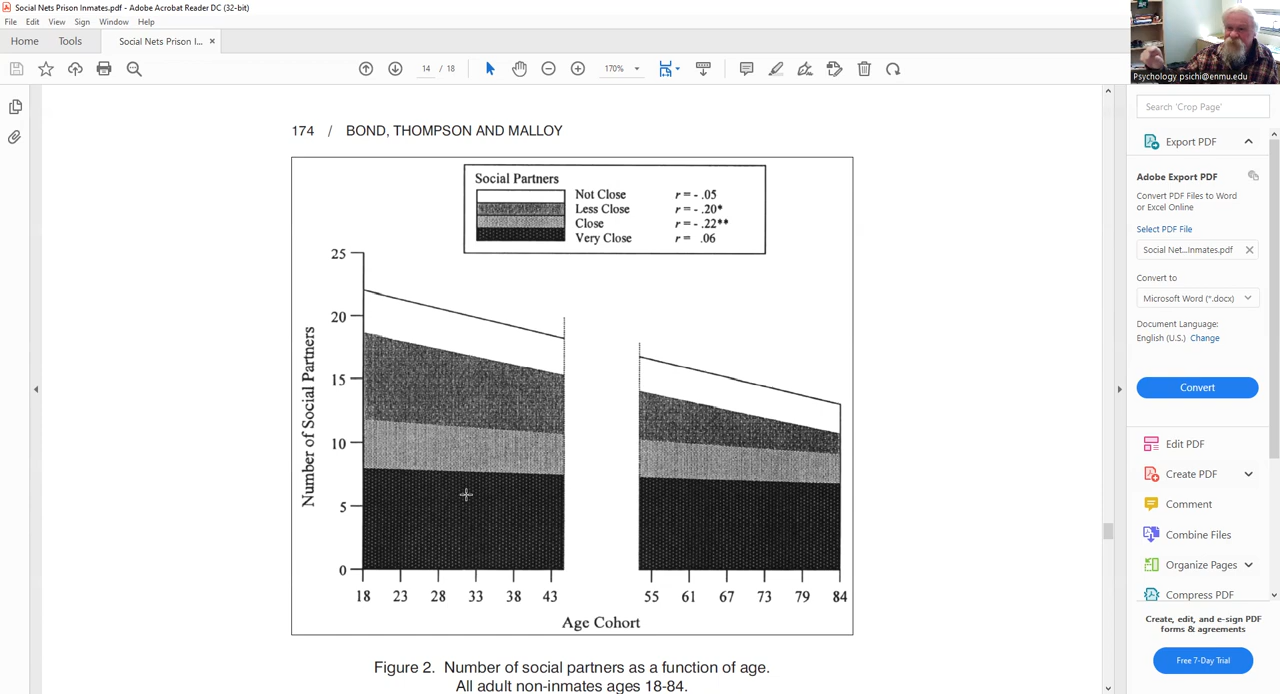 Social Nets Prison Inmates.pdf - Adobe Acrobat Reader DC (32-bit)
File Edit View Sign Window Help
Home Tools Social Nets Prison I... ×
14 / 18 170%
Psychology psichi@enmu.edu
174 / BOND, THOMPSON AND MALLOY
Social Partners
Not Close r = - .05
Less Close r = - .20*
Close r = - .22**
Very Close r = .06
Number of Social Partners
25
20
15
10
5
0
18 23 28 33 38 43 55 61 67 73 79 84
Age Cohort
Figure 2. Number of social partners as a function of age.
All adult non-inmates ages 18-84.
Search 'Crop Page'
Export PDF
Adobe Export PDF
Convert PDF Files to Word
or Excel Online
Select PDF File
Social Net...Inmates.pdf ×
Convert to
Microsoft Word (*.docx)
Document Language:
English (U.S.) Change
Convert
Edit PDF
Create PDF
Comment
Combine Files
Organize Pages
Compress PDF
Create, edit, and e-sign PDF
forms & agreements
Free 7-Day Trial